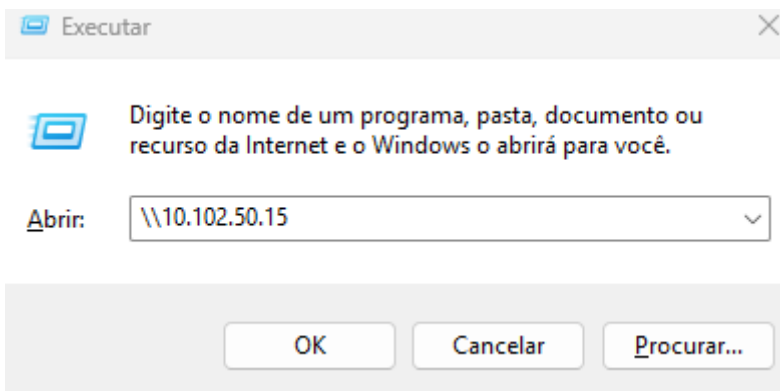 Executar
Digite o nome de um programa, pasta, documento ou
recurso da Internet e o Windows o abrirá para você.
Abrir: \\10.102.50.15
OK Cancelar Procurar...